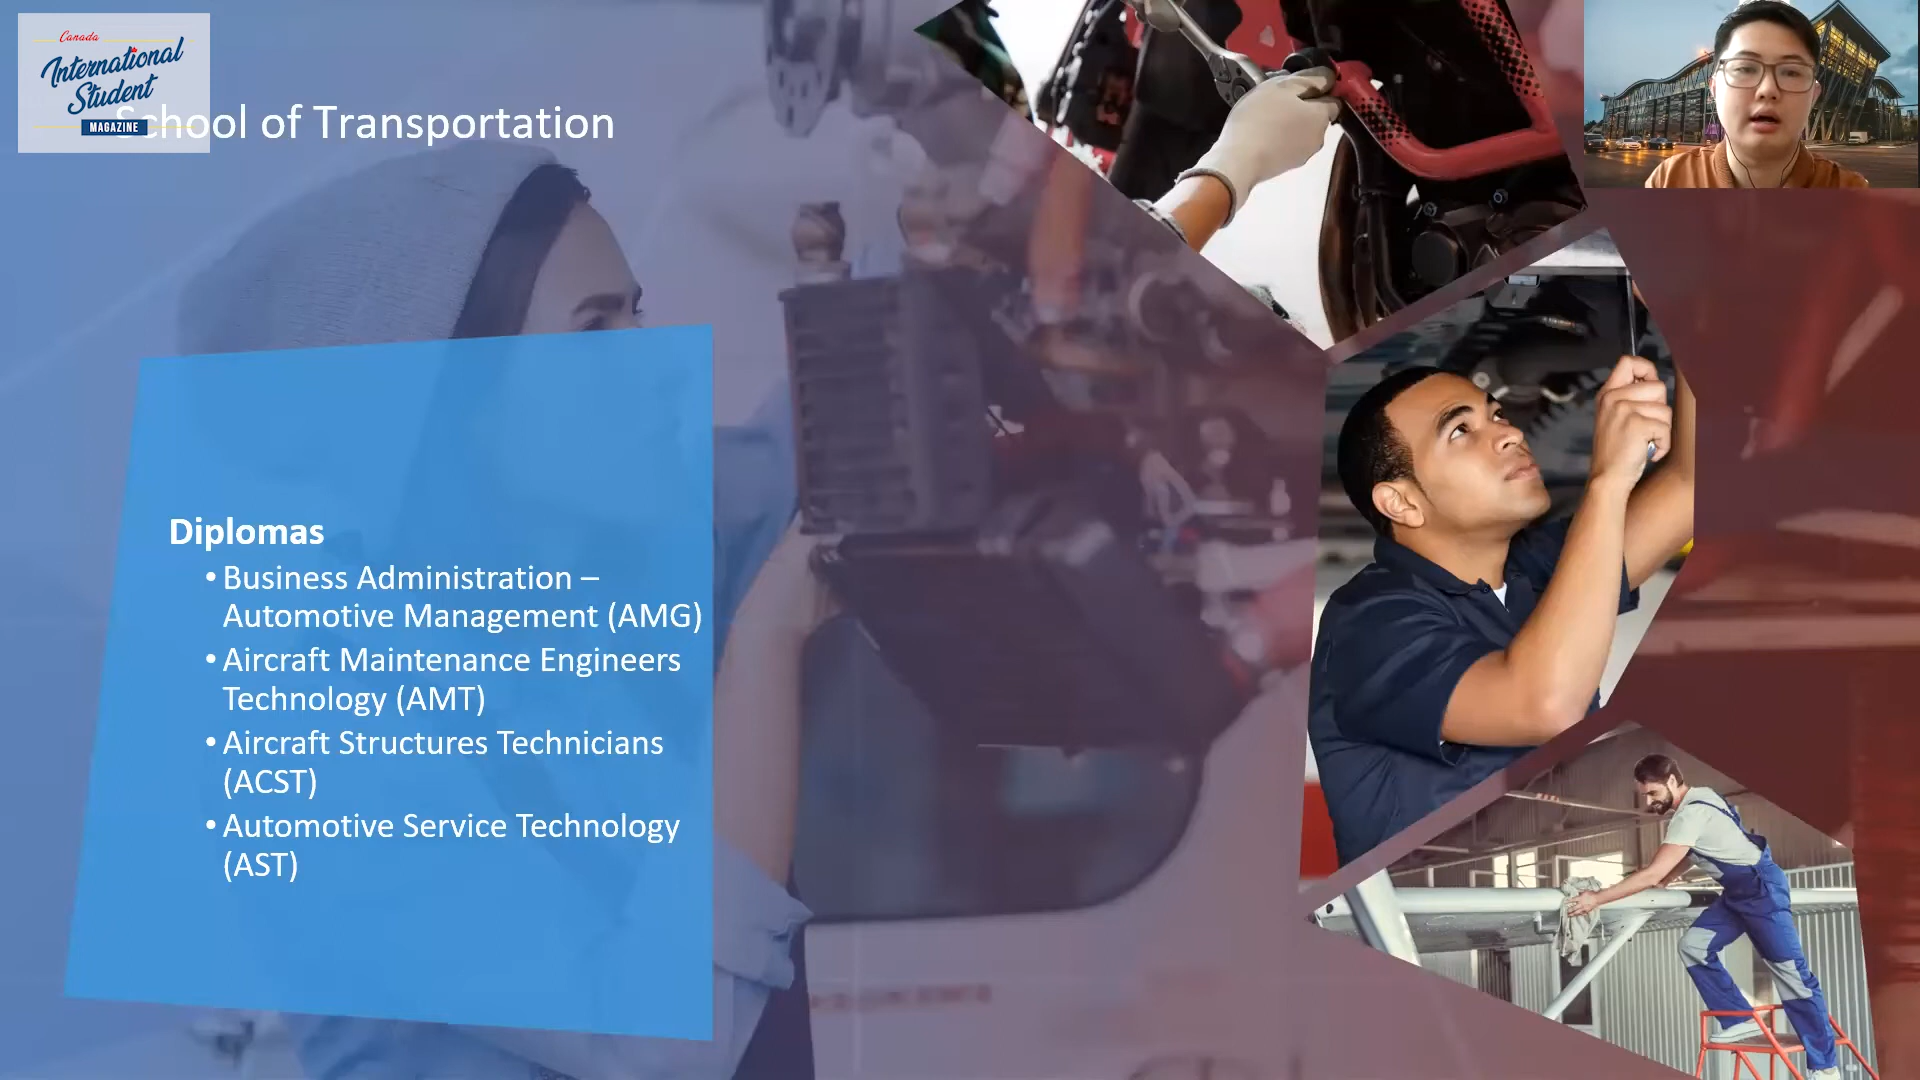 Canada
International
Student
MAGAZINE
School of Transportation
Diplomas
• Business Administration –
Automotive Management (AMG)
• Aircraft Maintenance Engineers
Technology (AMT)
• Aircraft Structures Technicians
(ACST)
• Automotive Service Technology
(AST)